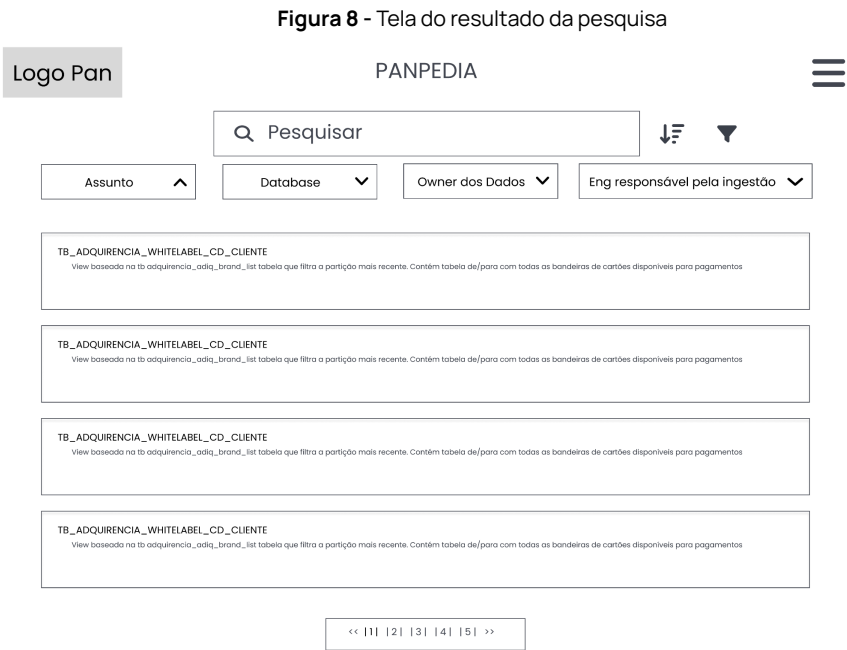 Figura 8 - Tela do resultado da pesquisa
Logo Pan
PANPEDIA
Pesquisar
Assunto
Database
Owner dos Dados
Eng responsável pela ingestão
TB_ADQUIRENCIA_WHITELABEL_CD_CLIENTE
View baseada na tb adquirencia_adiq_brand_list tabela que filtra a partição mais recente. Contém tabela de/para com todas as bandeiras de cartões disponíveis para pagamentos
TB_ADQUIRENCIA_WHITELABEL_CD_CLIENTE
View baseada na tb adquirencia_adiq_brand_list tabela que filtra a partição mais recente. Contém tabela de/para com todas as bandeiras de cartões disponíveis para pagamentos
TB_ADQUIRENCIA_WHITELABEL_CD_CLIENTE
View baseada na tb adquirencia_adiq_brand_list tabela que filtra a partição mais recente. Contém tabela de/para com todas as bandeiras de cartões disponíveis para pagamentos
TB_ADQUIRENCIA_WHITELABEL_CD_CLIENTE
View baseada na tb adquirencia_adiq_brand_list tabela que filtra a partição mais recente. Contém tabela de/para com todas as bandeiras de cartões disponíveis para pagamentos
<< |1| |2| |3| |4| |5| >>